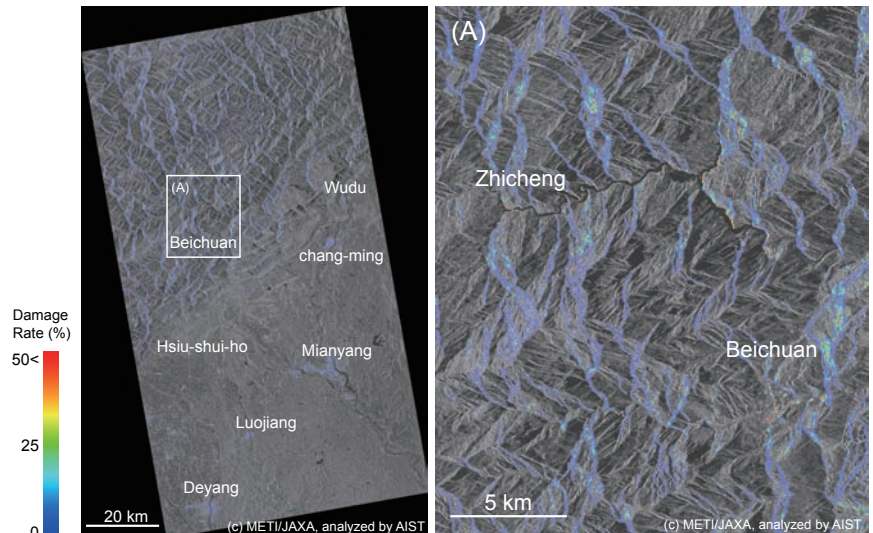 Damage
Rate (%)
50<
25
0
(A)
Beichuan
Wudu
chang-ming
Hsiu-shui-ho
Mianyang
Luojiang
Deyang
20 km
(c) METI/JAXA, analyzed by AIST
(A)
Zhicheng
Beichuan
5 km
(c) METI/JAXA, analyzed by AIST